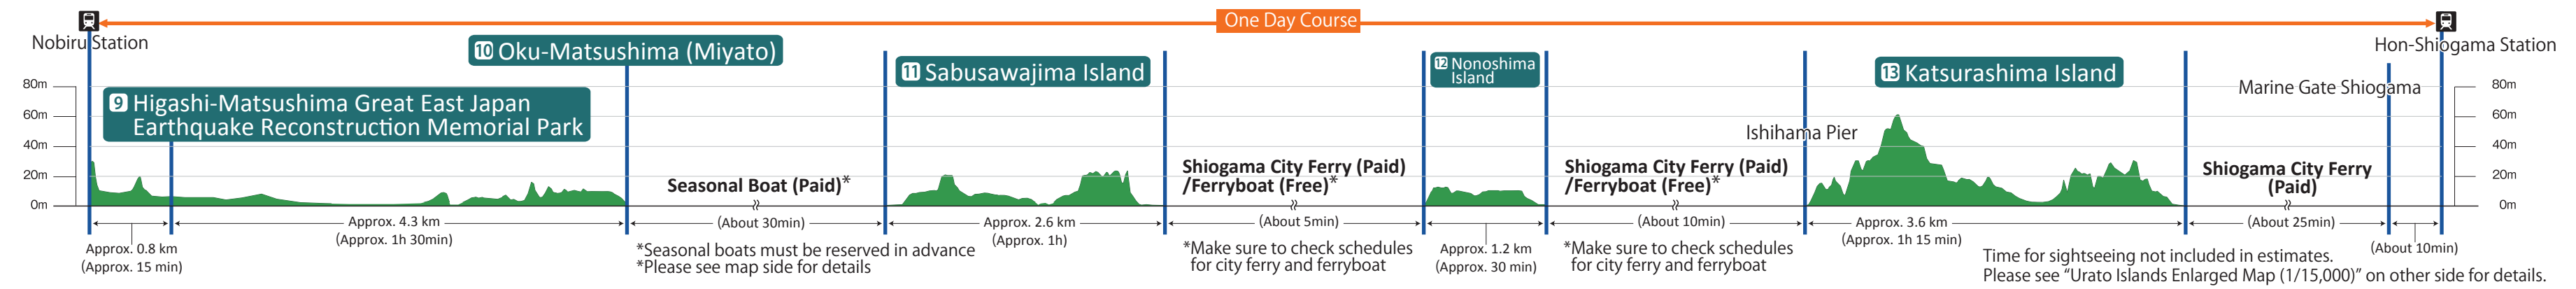 One Day Course
Nobiru Station
Hon-Shiogama Station
10 Oku-Matsushima (Miyato)
11 Sabusawajima Island
12 Nonoshima
Island
13 Katsurashima Island
9 Higashi-Matsushima Great East Japan
Earthquake Reconstruction Memorial Park
Marine Gate Shiogama
Ishihama Pier
80m
60m
40m
20m
0m
80m
60m
40m
20m
0m
Seasonal Boat (Paid)*
Shiogama City Ferry (Paid)
/Ferryboat (Free)*
Shiogama City Ferry (Paid)
/Ferryboat (Free)*
Shiogama City Ferry
(Paid)
Approx. 0.8 km
(Approx. 15 min)
Approx. 4.3 km
(Approx. 1h 30min)
(About 30min)
*Seasonal boats must be reserved in advance
*Please see map side for details
Approx. 2.6 km
(Approx. 1h)
(About 5min)
*Make sure to check schedules
for city ferry and ferryboat
Approx. 1.2 km
(Approx. 30 min)
(About 10min)
*Make sure to check schedules
for city ferry and ferryboat
Approx. 3.6 km
(Approx. 1h 15 min)
(About 25min)
(About 10min)
Time for sightseeing not included in estimates.
Please see “Urato Islands Enlarged Map (1/15,000)” on other side for details.